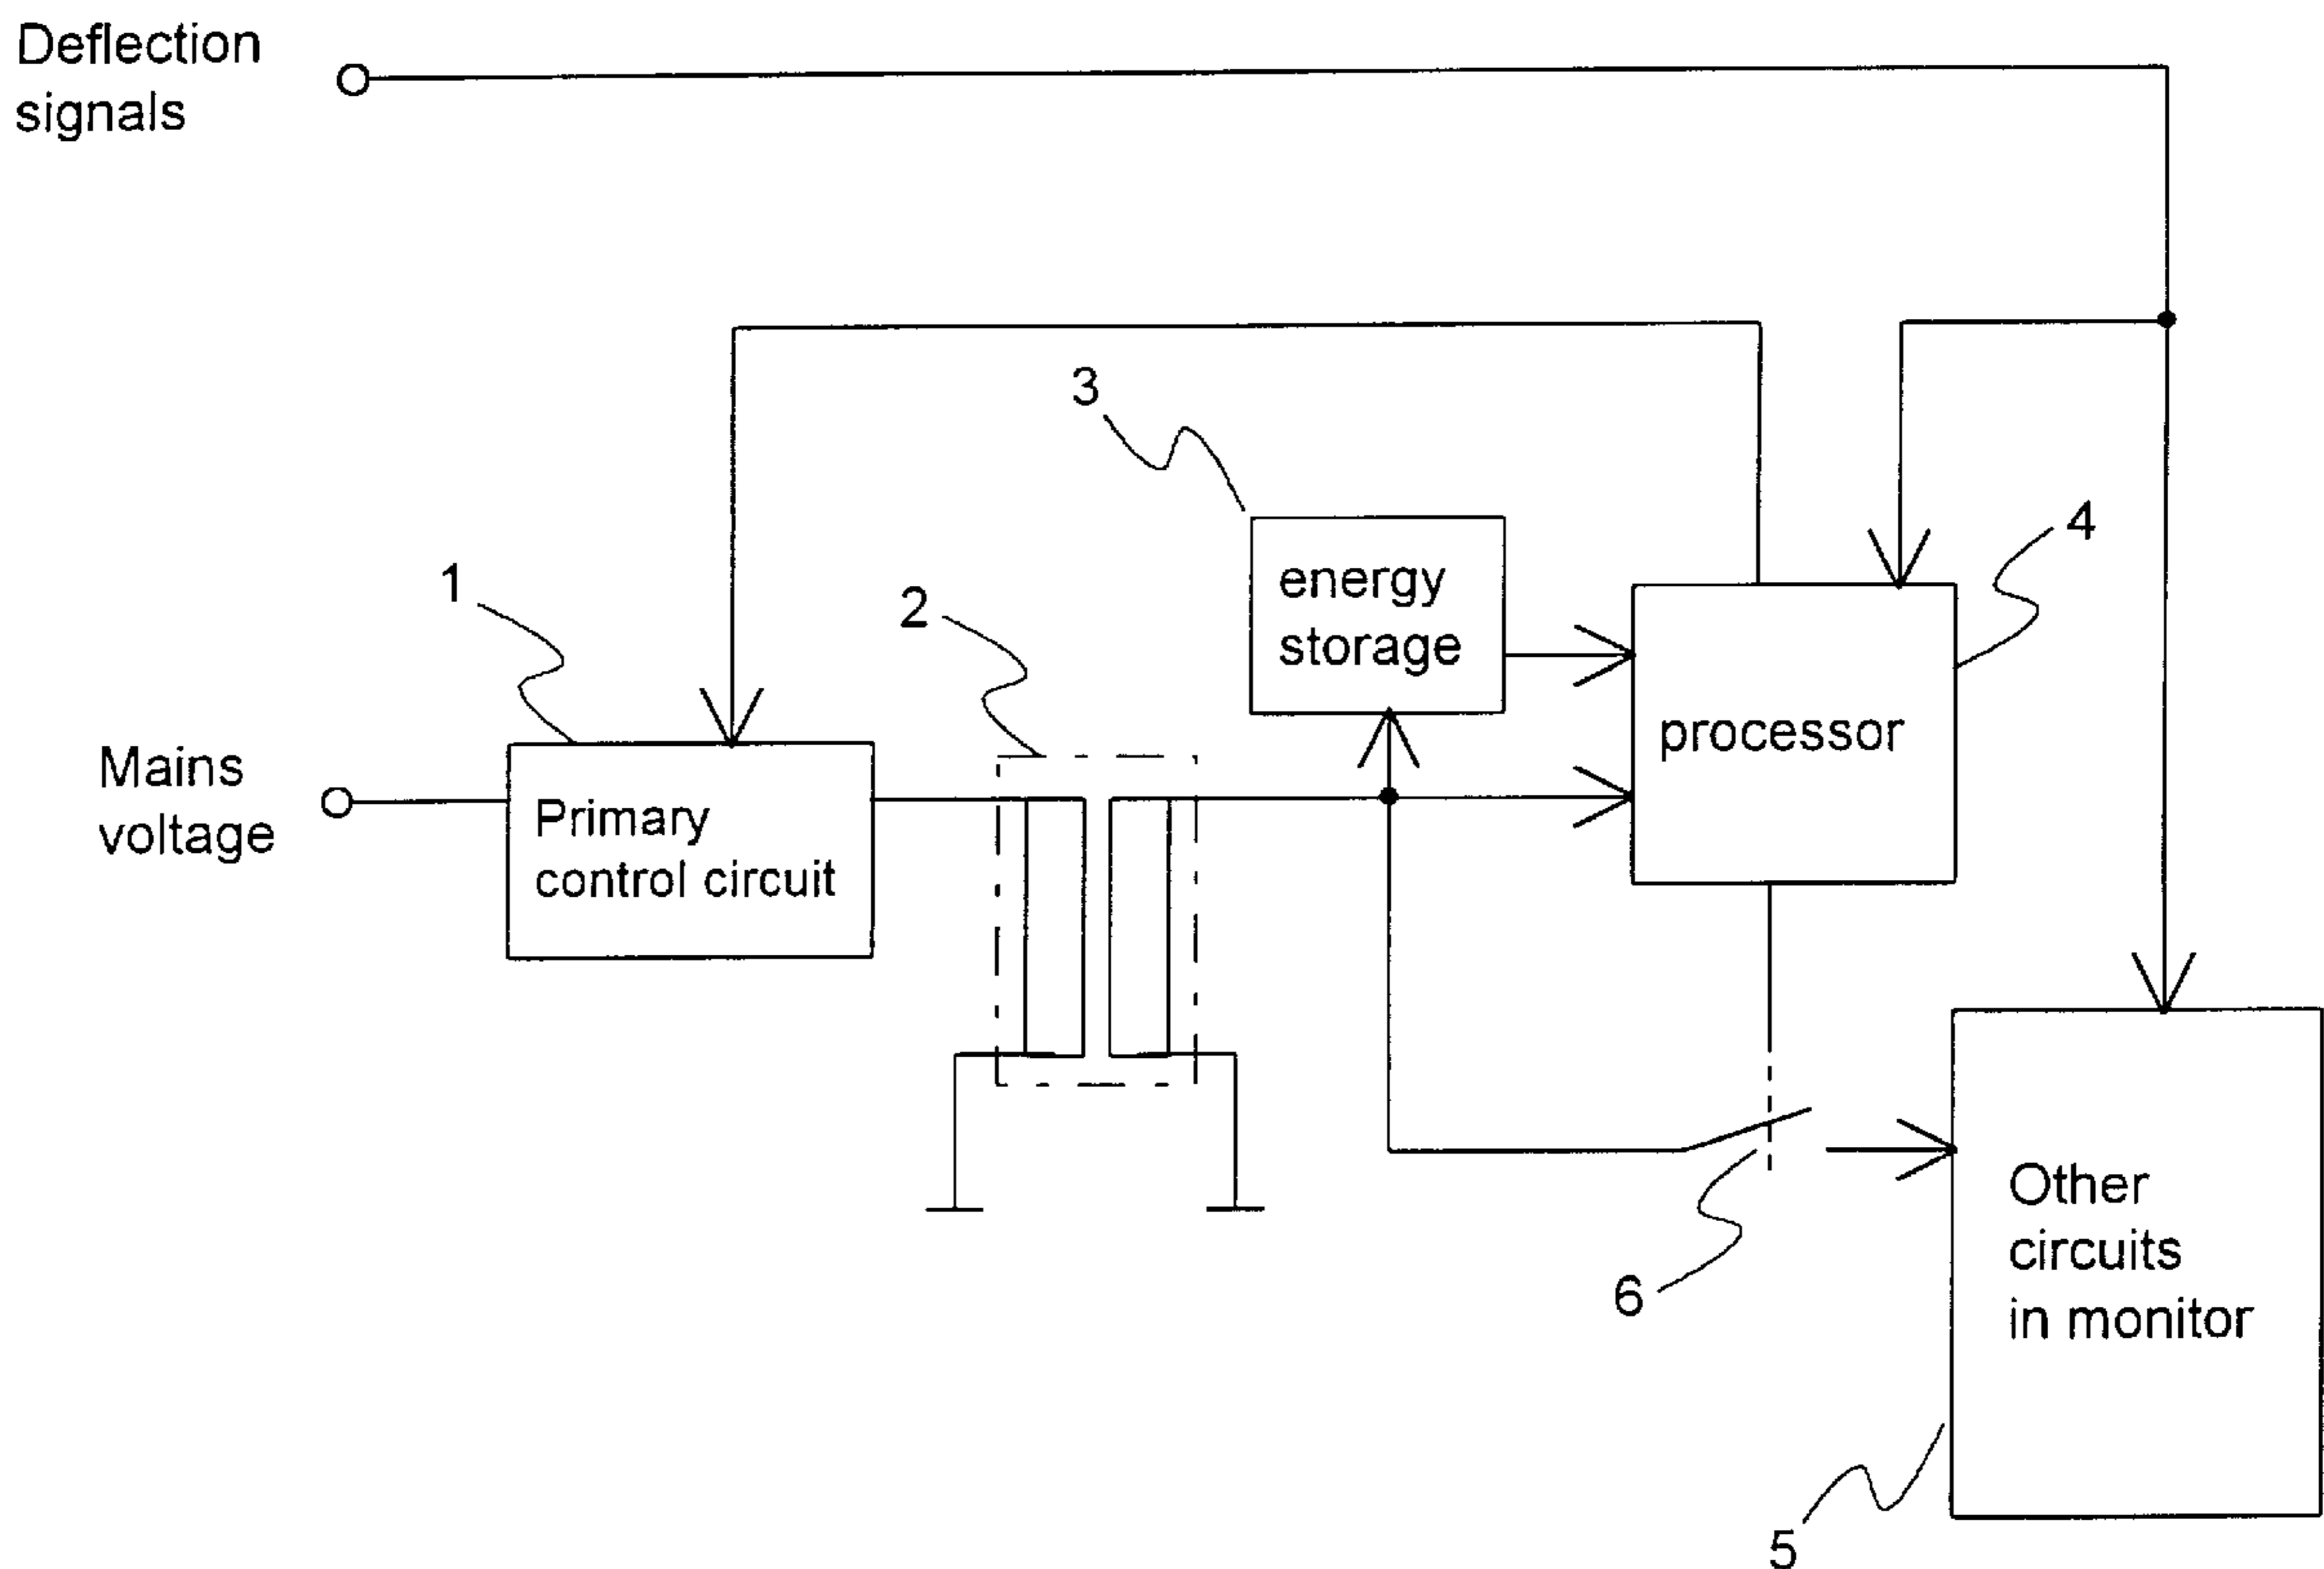 Deflection
signals
3
4
1
2
energy
storage
processor
Mains
voltage
Primary
control circuit
6
Other
circuits
in monitor
5